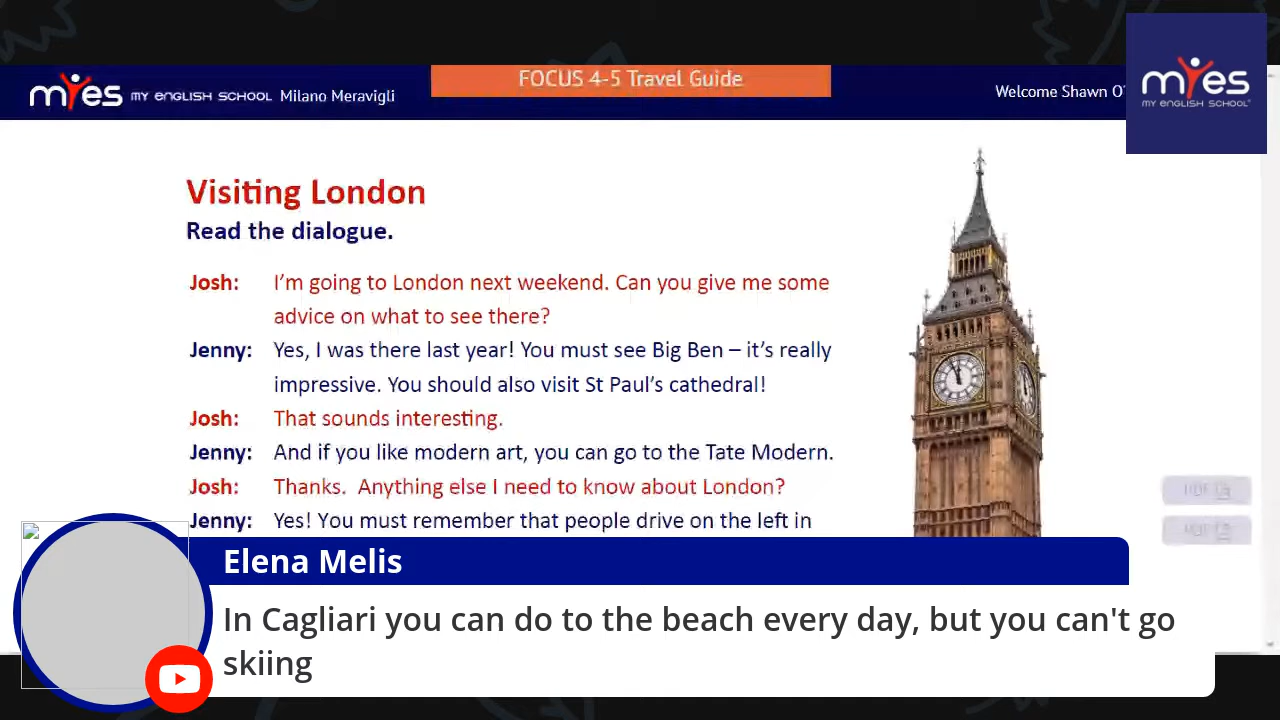 FOCUS 4-5 Travel Guide
myes MY ENGLISH SCHOOL Milano Meravigli
Welcome Shawn O'
myes
MY ENGLISH SCHOOL
Visiting London
Read the dialogue.
Josh: I'm going to London next weekend. Can you give me some
advice on what to see there?
Jenny: Yes, I was there last year! You must see Big Ben – it's really
impressive. You should also visit St Paul's cathedral!
Josh: That sounds interesting.
Jenny: And if you like modern art, you can go to the Tate Modern.
Josh: Thanks. Anything else I need to know about London?
Jenny: Yes! You must remember that people drive on the left in
Elena Melis
In Cagliari you can do to the beach every day, but you can't go
skiing